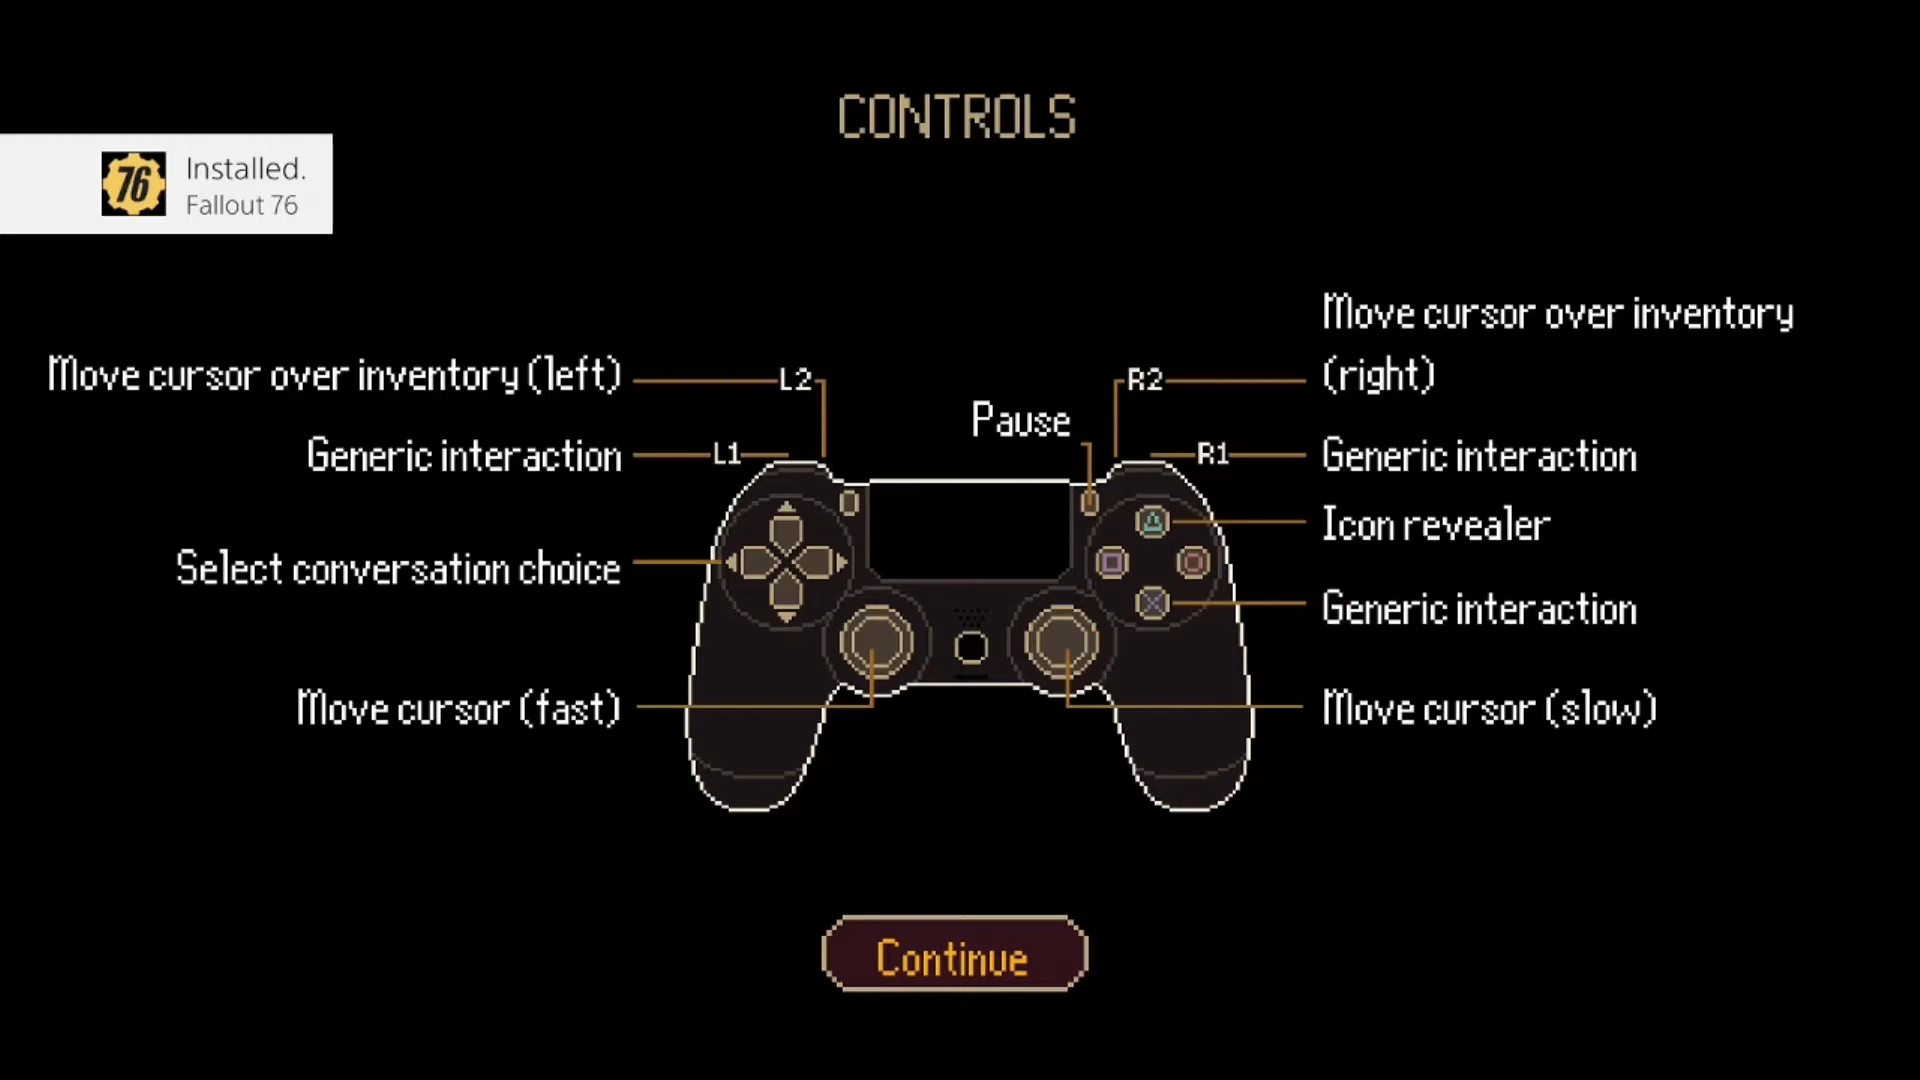 CONTROLS
76
Installed.
Fallout 76
Move cursor over inventory (left)
L2
Generic interaction
L1
Select conversation choice
Move cursor (fast)
Pause
R2
Move cursor over inventory
(right)
R1
Generic interaction
Icon revealer
Generic interaction
Move cursor (slow)
Continue